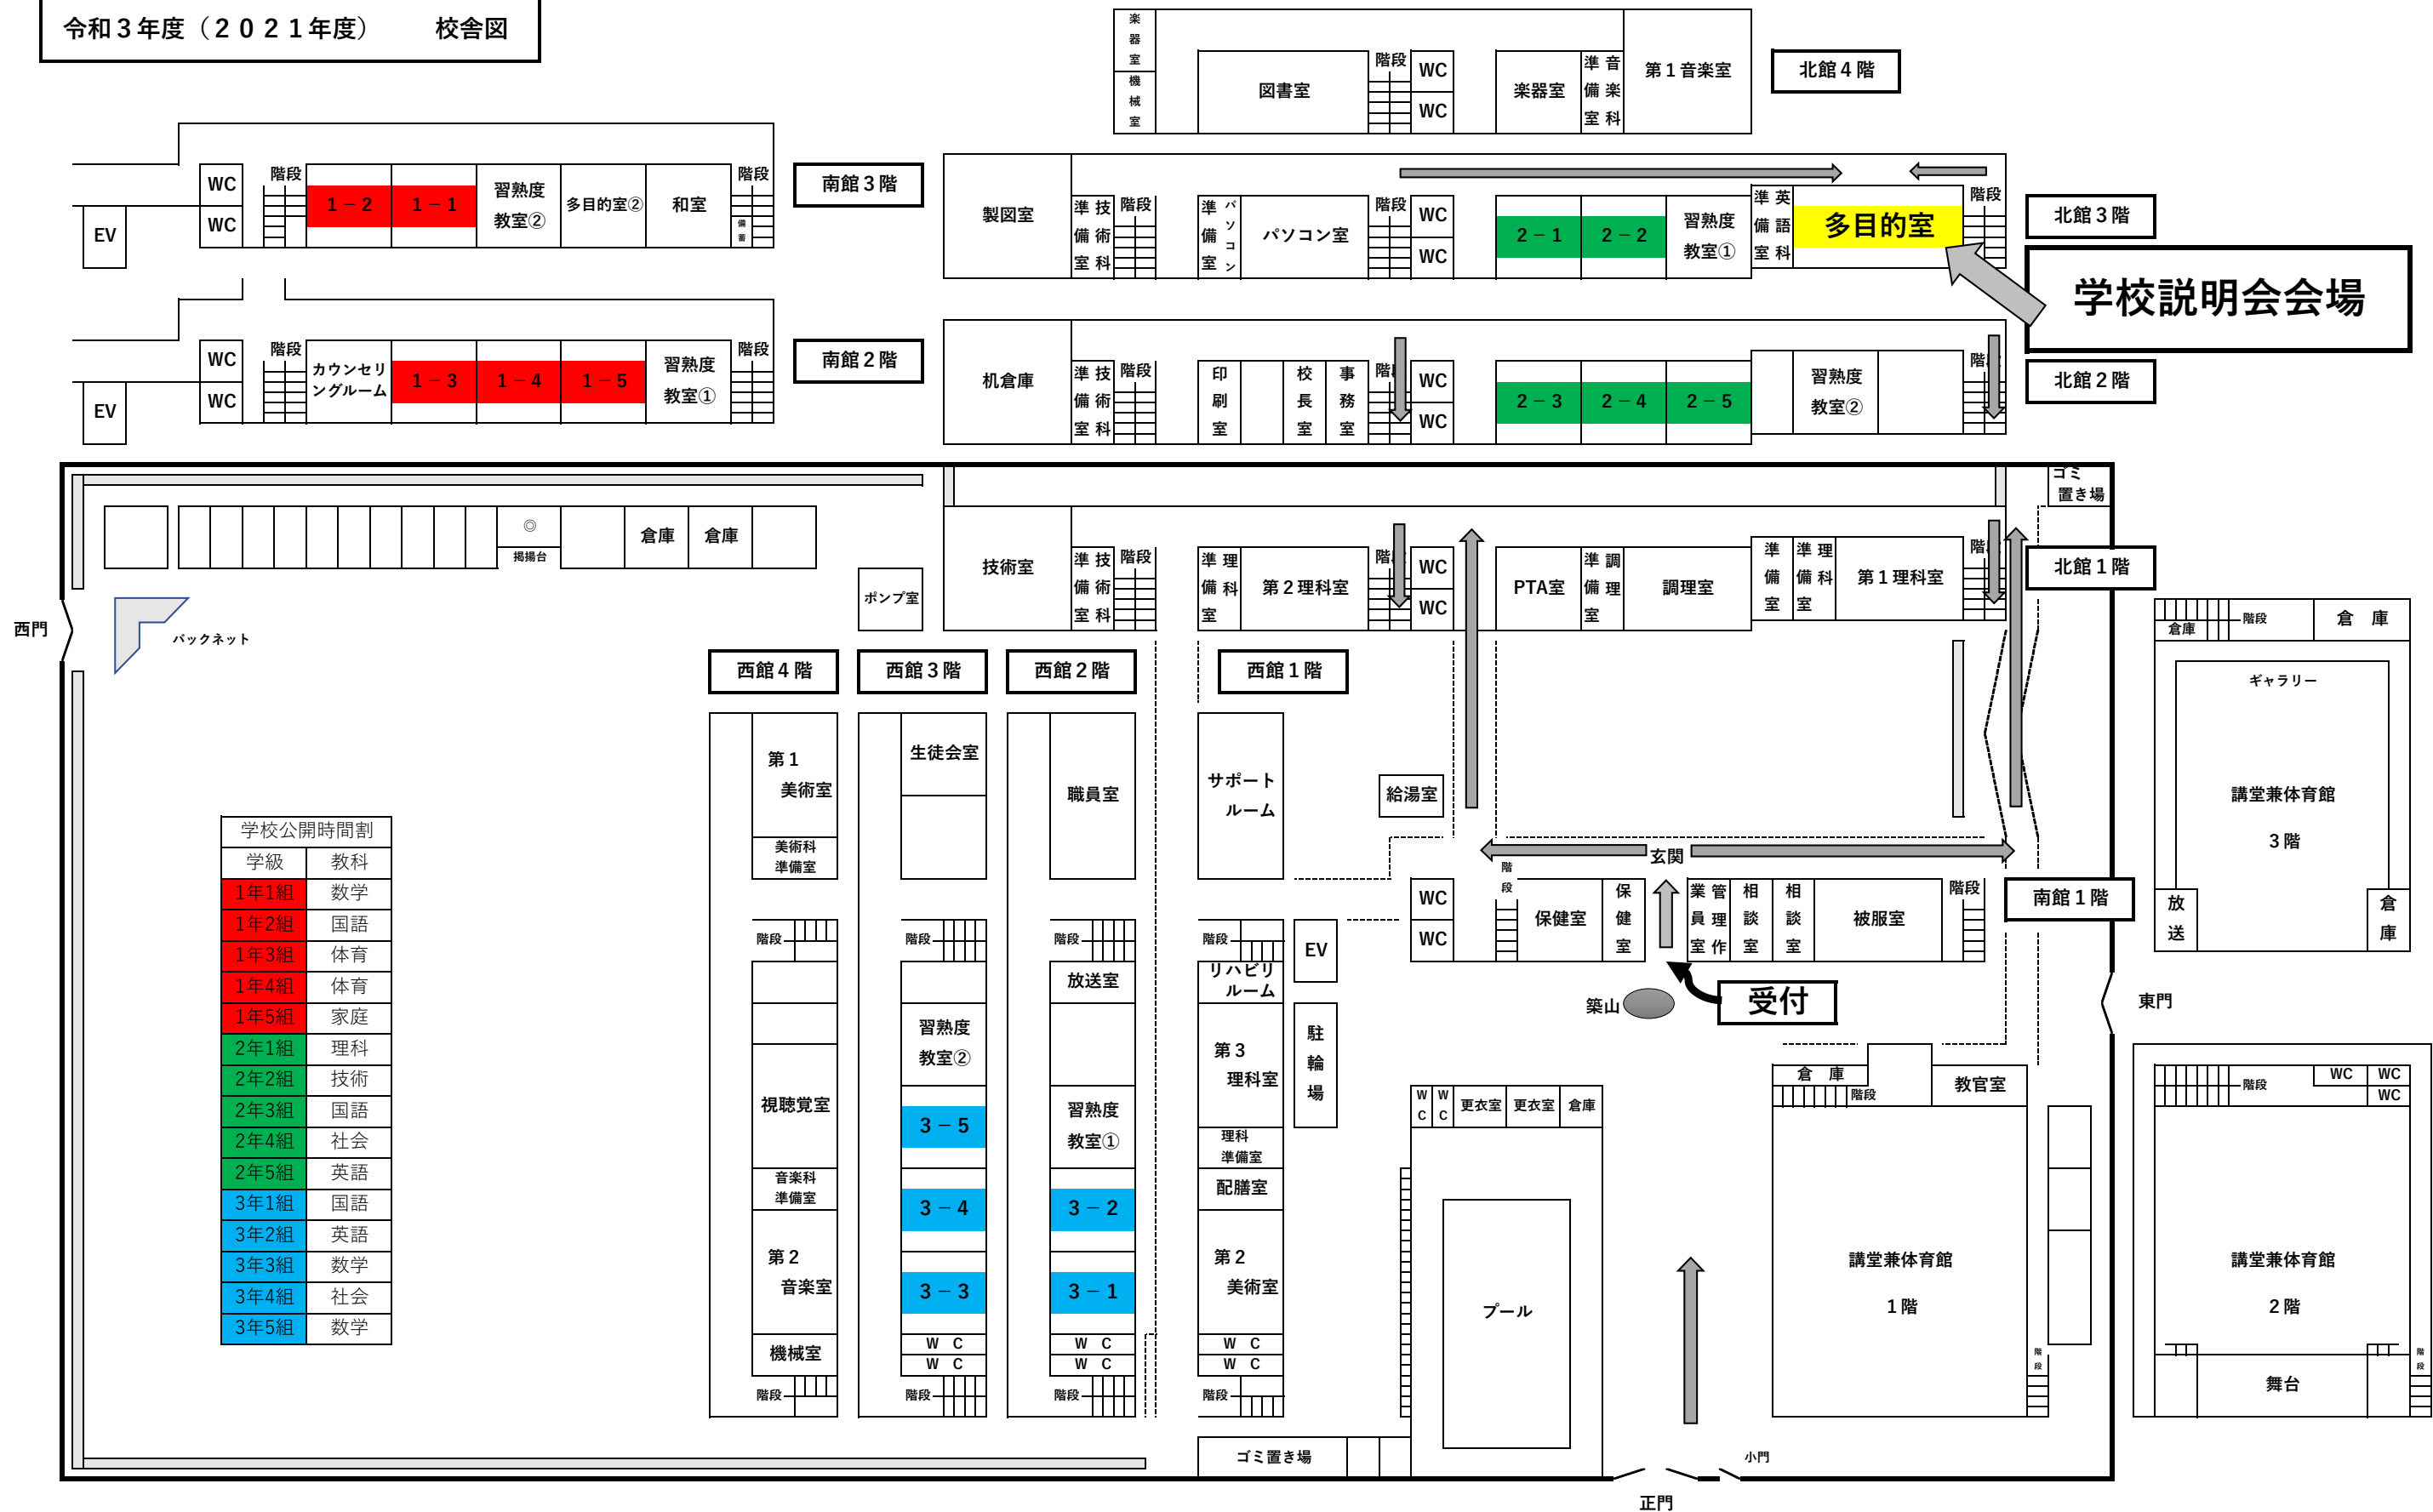 令和３年度（２０２１年度）　　校舎図
楽器室
機械室
図書室
階段
WC
WC
楽器室
音楽科準備室
第１音楽室
北館４階
WC
WC
EV
階段
１－２
１－１
習熟度
教室②
多目的室②
和室
階段
備蓄
南館３階
製図室
技術科準備室
階段
パソコン準備室
パソコン室
階段
WC
WC
２－１
２－２
習熟度
教室①
英語科準備室
多目的室
階段
北館３階
学校説明会会場
WC
WC
EV
階段
カウンセリ
ングルーム
１－３
１－４
１－５
習熟度
教室①
階段
南館２階
机倉庫
技術科準備室
階段
印刷室
校長室
事務室
階段
WC
WC
２－３
２－４
２－５
習熟度
教室②
階段
北館２階
ゴミ
置き場
◎
掲揚台
倉庫
倉庫
ポンプ室
技術室
技術科準備室
階段
理科準備室
第２理科室
階段
WC
WC
PTA室
調理準備室
調理室
準備室
理科準備室
第１理科室
階段
北館１階
西門
バックネット
西館４階
西館３階
西館２階
西館１階
第１
美術室
美術科
準備室
階段
視聴覚室
音楽科
準備室
第２
音楽室
機械室
階段
生徒会室
階段
習熟度
教室②
３－５
３－４
３－３
W　C
W　C
階段
職員室
階段
放送室
習熟度
教室①
３－２
３－１
W　C
W　C
階段
サポート
ルーム
階段
リハビリ
ルーム
第３
理科室
理科
準備室
配膳室
第２
美術室
W　C
W　C
階段
給湯室
EV
駐輪場
玄関
WC
WC
階段
保健室
保健室
管理作業員室
相談室
相談室
被服室
階段
南館１階
築山
受付
東門
WC
WC
更衣室
更衣室
倉庫
プール
ゴミ置き場
倉　庫
階段
教官室
講堂兼体育館
１階
階段
小門
正門
階段
倉庫
倉　庫
ギャラリー
講堂兼体育館
３階
放送
倉庫
階段
WC
WC
WC
講堂兼体育館
２階
舞台
階段
学校公開時間割
学級　教科
1年1組　数学
1年2組　国語
1年3組　体育
1年4組　体育
1年5組　家庭
2年1組　理科
2年2組　技術
2年3組　国語
2年4組　社会
2年5組　英語
3年1組　国語
3年2組　英語
3年3組　数学
3年4組　社会
3年5組　数学